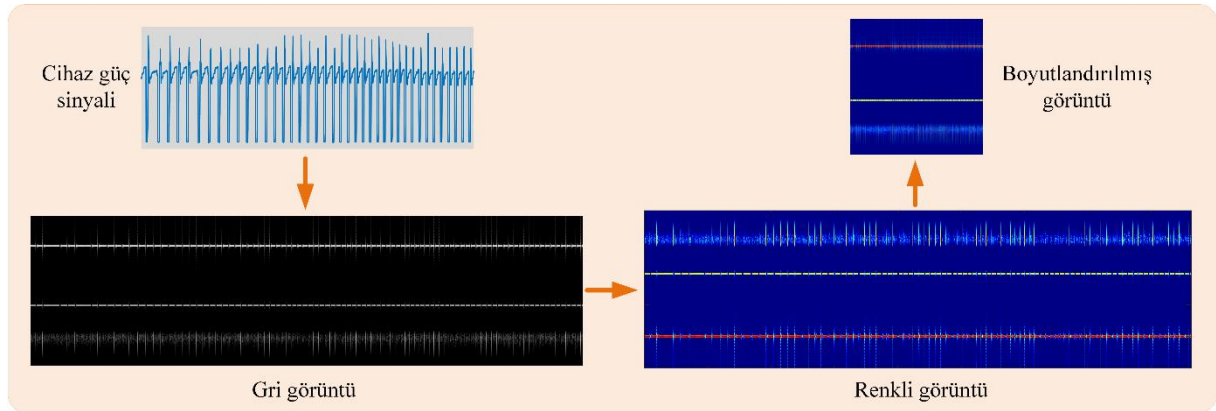 Cihaz güç
sinyali
Boyutlandırılmış
görüntü
Gri görüntü
Renkli görüntü